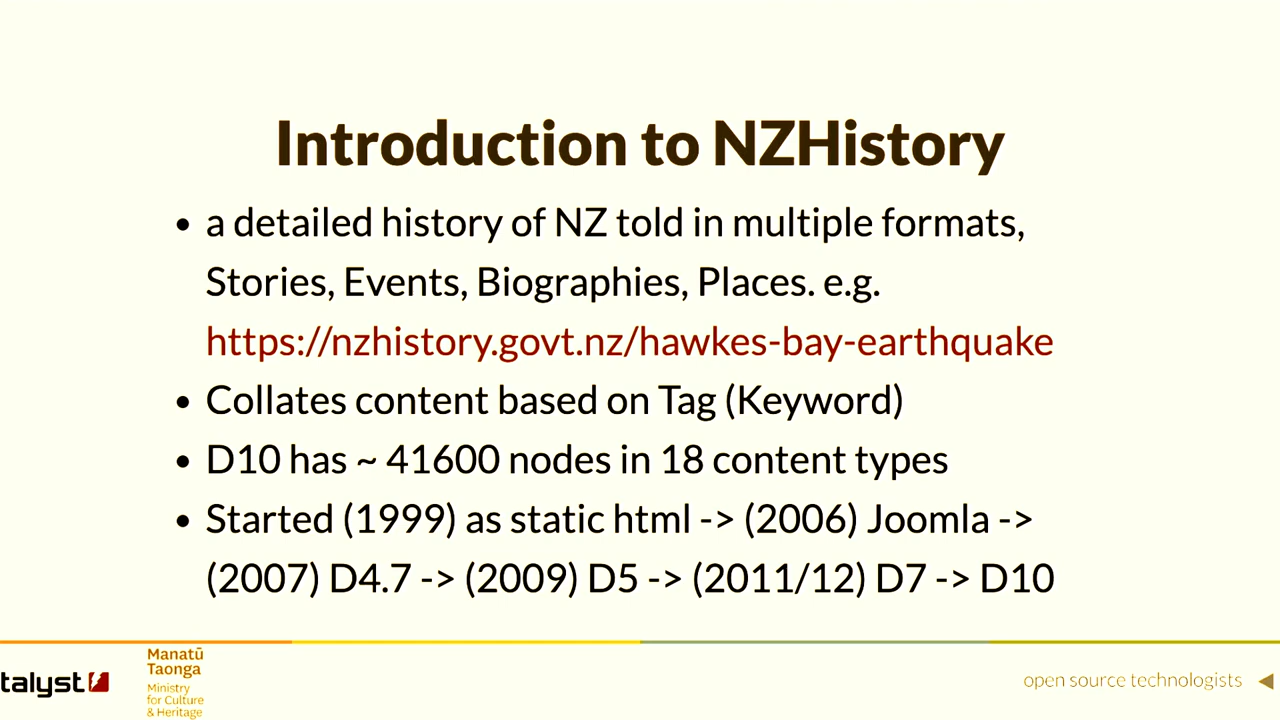 Introduction to NZHistory
• a detailed history of NZ told in multiple formats,
Stories, Events, Biographies, Places. e.g.
https://nzhistory.govt.nz/hawkes-bay-earthquake
• Collates content based on Tag (Keyword)
• D10 has ~ 41600 nodes in 18 content types
• Started (1999) as static html -> (2006) Joomla ->
(2007) D4.7 -> (2009) D5 -> (2011/12) D7 -> D10
talyst
Manatū
Taonga
Ministry
for Culture
& Heritage
open source technologists